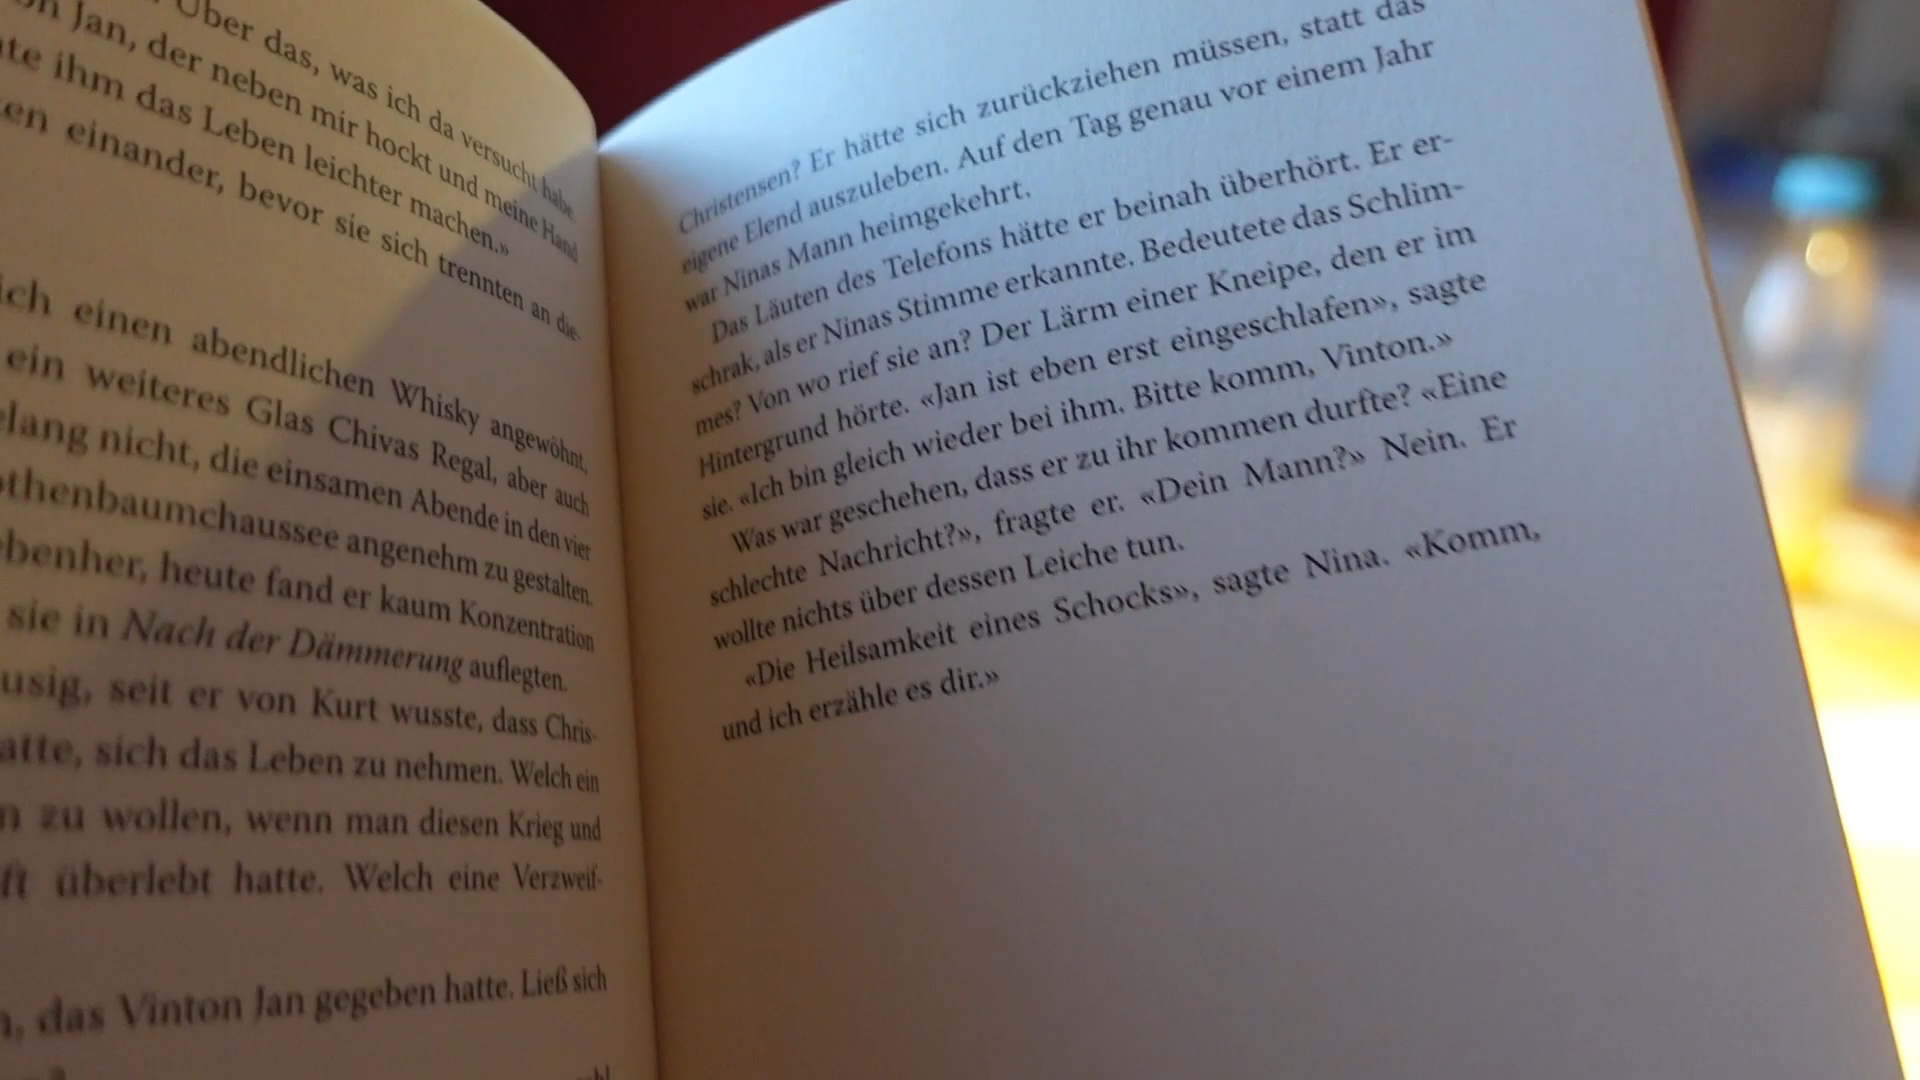 Über das, was ich da versucht habe.
Jan, der neben mir hockt und meine Hand
ihm das Leben leichter machen.»
einander, bevor sie sich trennten an die-
einen abendlichen Whisky angewöhnt,
ein weiteres Glas Chivas Regal, aber auch
nicht, die einsamen Abende in den vier
angenehm zu gestalten.
heute fand er kaum Konzentration
sie in Nach der Dämmerung auflegten.
seit er von Kurt wusste, dass Chris-
sich das Leben zu nehmen. Welch ein
zu wollen, wenn man diesen Krieg und
überlebt hatte. Welch eine Verzweif-
das Vinton Jan gegeben hatte. Ließ sich
Christensen? Er hätte sich zurückziehen müssen, statt das
eigene Elend auszuleben. Auf den Tag genau vor einem Jahr
war Ninas Mann heimgekehrt.
Das Läuten des Telefons hätte er beinah überhört. Er er-
schrak, als er Ninas Stimme erkannte. Bedeutete das Schlim-
mes? Von wo rief sie an? Der Lärm einer Kneipe, den er im
Hintergrund hörte. «Jan ist eben erst eingeschlafen», sagte
sie. «Ich bin gleich wieder bei ihm. Bitte komm, Vinton.»
Was war geschehen, dass er zu ihr kommen durfte? «Eine
schlechte Nachricht?», fragte er. «Dein Mann?» Nein. Er
wollte nichts über dessen Leiche tun.
«Die Heilsamkeit eines Schocks», sagte Nina. «Komm,
und ich erzähle es dir.»